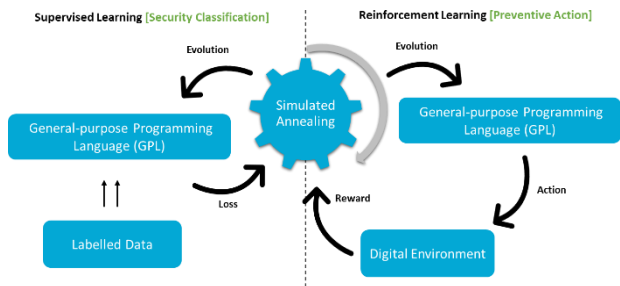 Supervised Learning [Security Classification]
Reinforcement Learning [Preventive Action]
Evolution
Evolution
Simulated
Annealing
General-purpose Programming
Language (GPL)
General-purpose Programming
Language (GPL)
Loss
Reward
Action
Labelled Data
Digital Environment